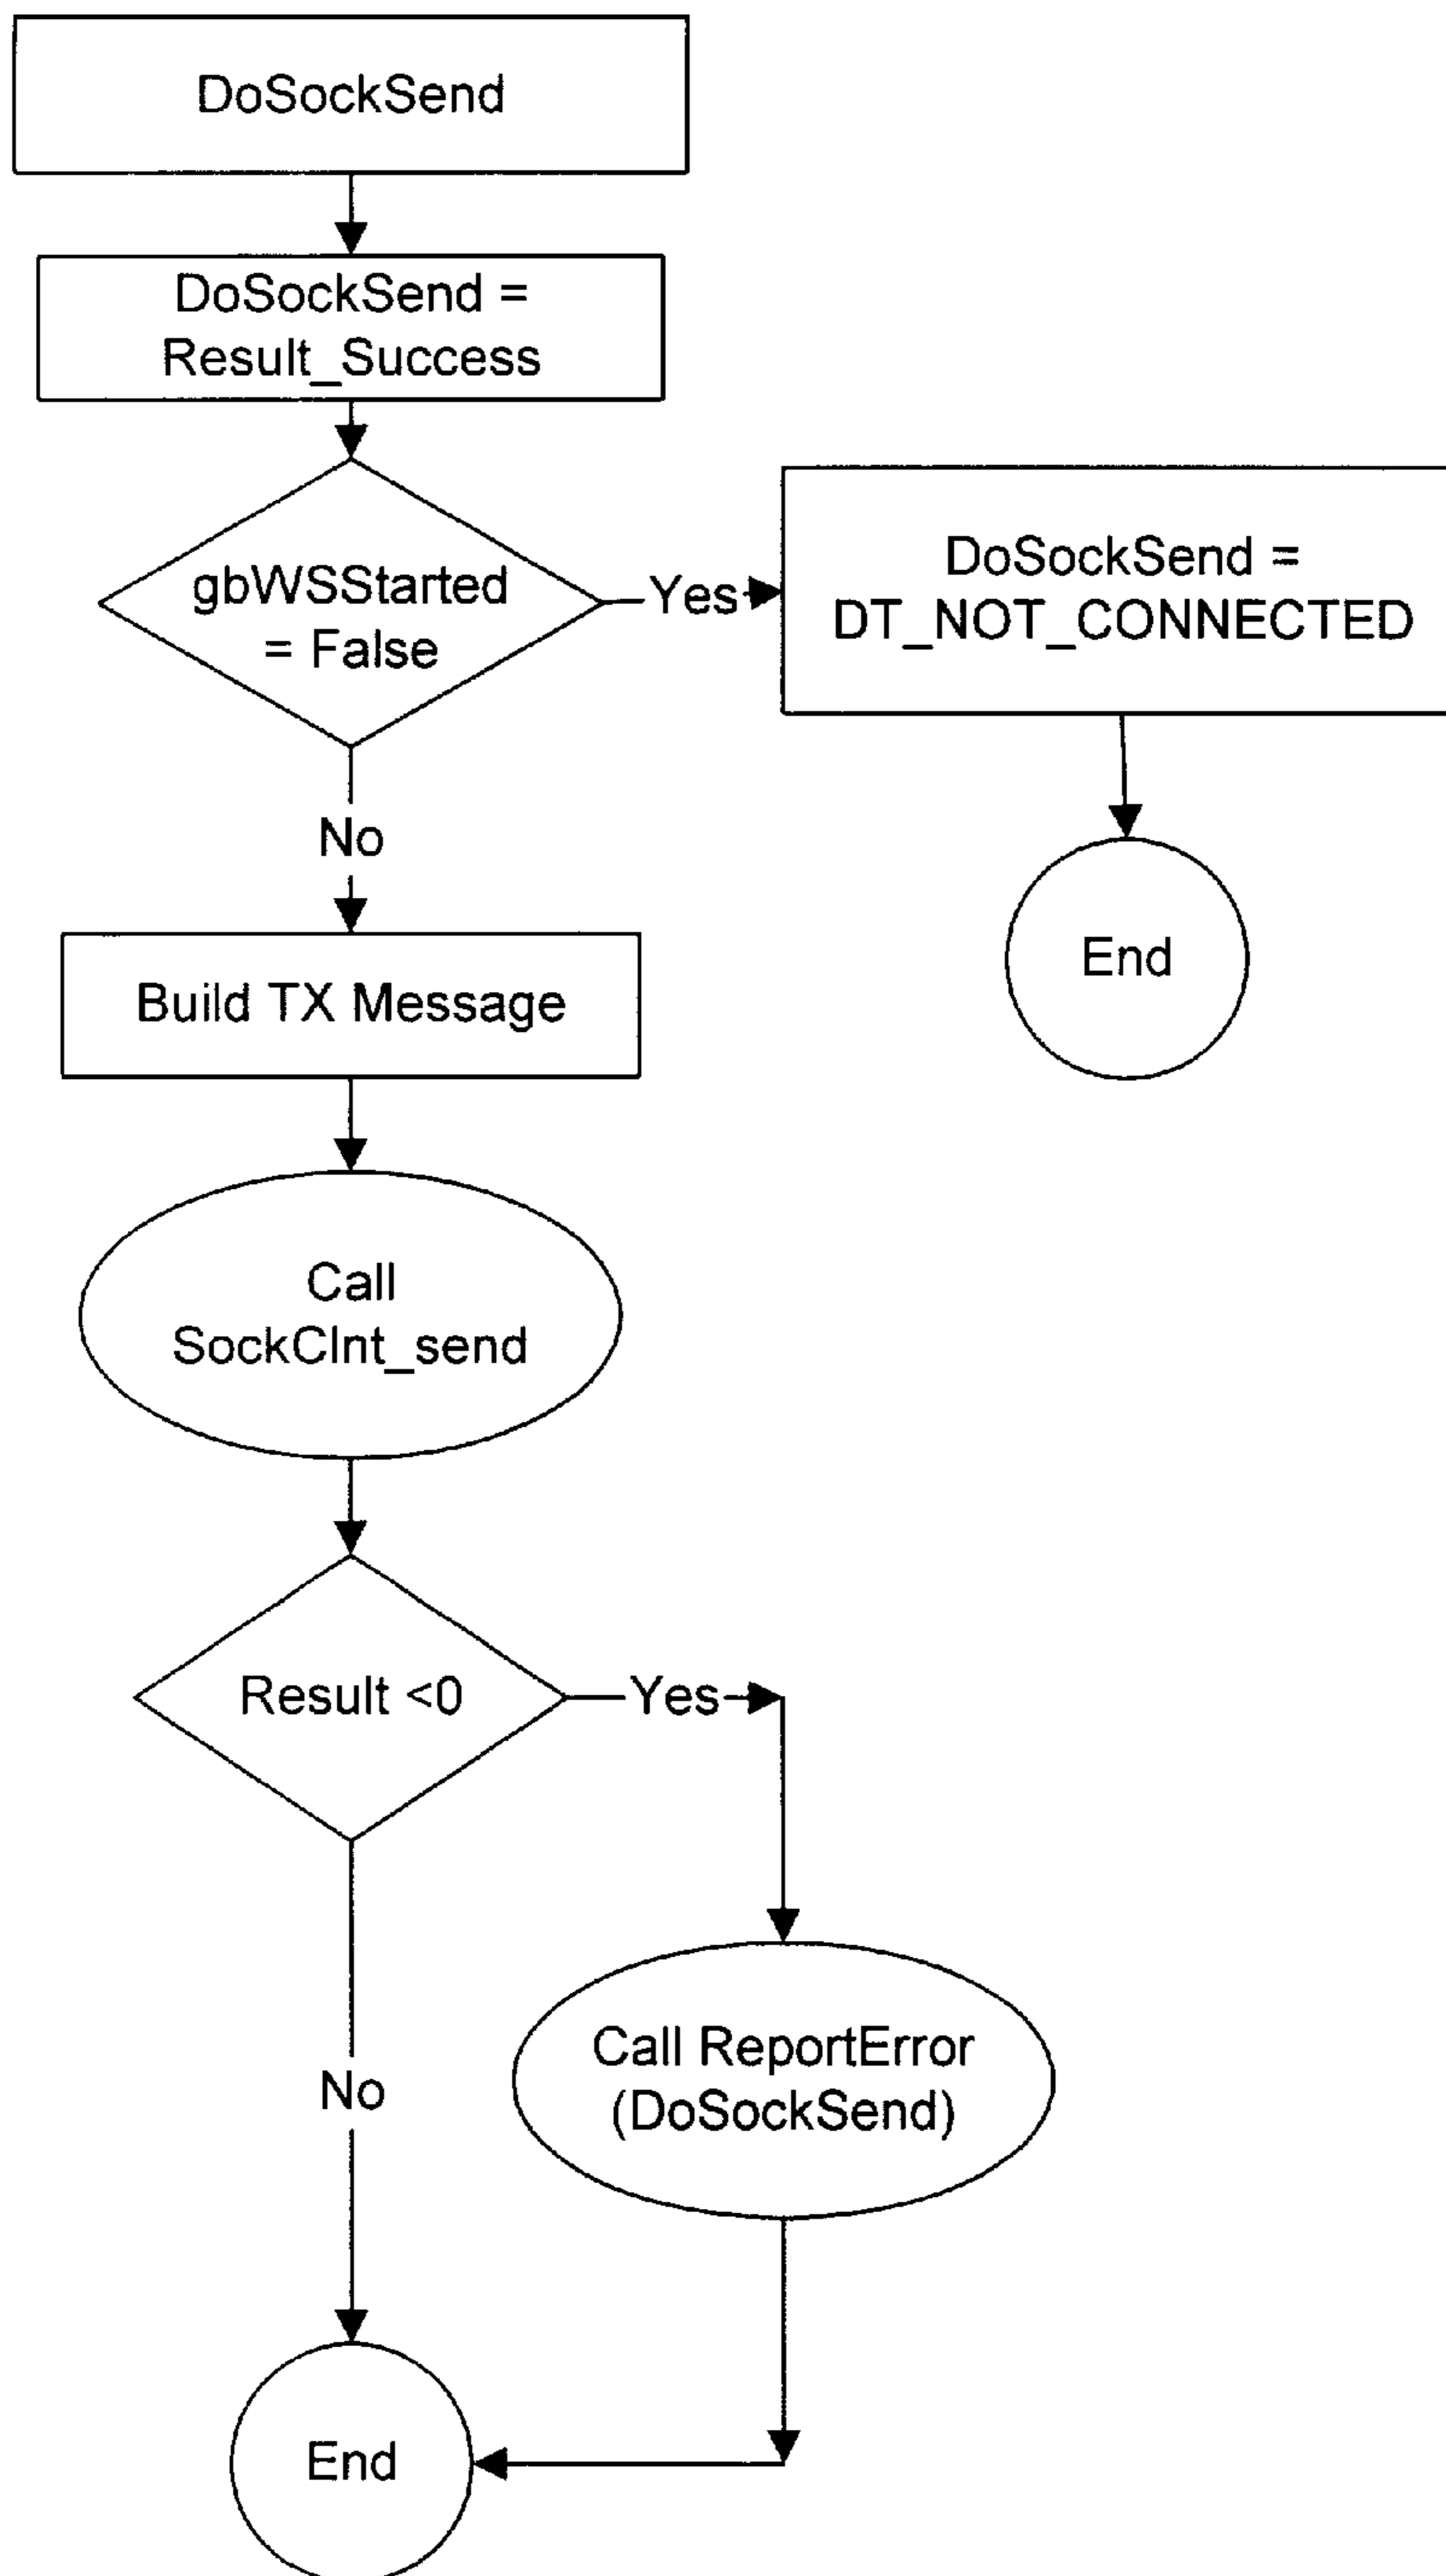 DoSockSend
DoSockSend =
Result_Success
gbWSStarted
= False
Yes
DoSockSend =
DT_NOT_CONNECTED
No
End
Build TX Message
Call
SockClnt_send
Result <0
Yes
Call ReportError
(DoSockSend)
No
End